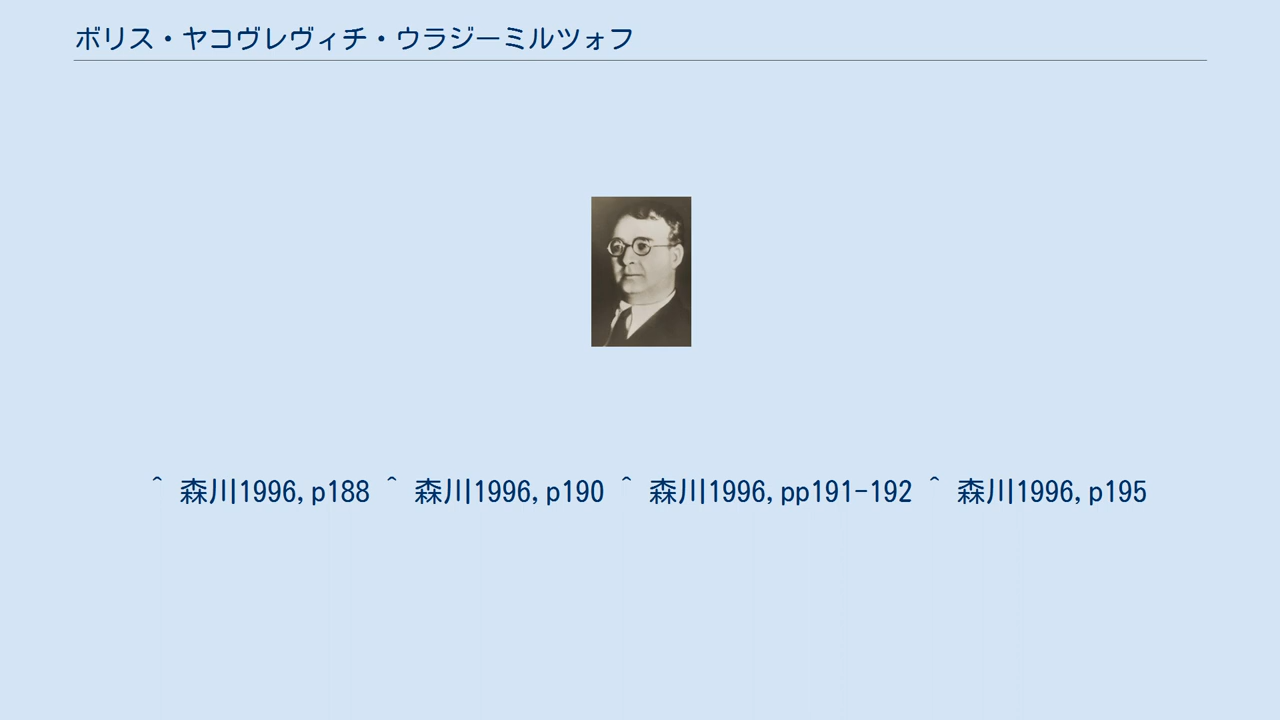 ボリス・ヤコヴレヴィチ・ウラジーミルツォフ
^ 森川1996, p188 ^ 森川1996, p190 ^ 森川1996, pp191-192 ^ 森川1996, p195